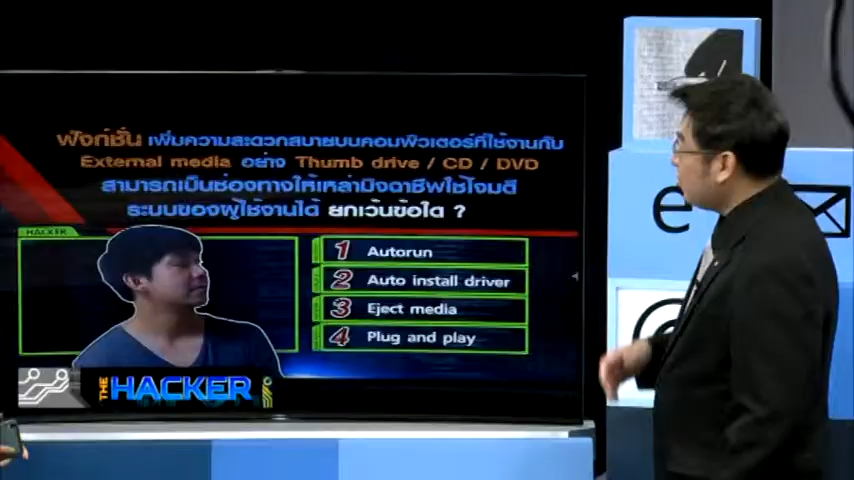 ฟังก์ชั่น เพิ่มความสะดวกสบายบนคอมพิวเตอร์ที่ใช้งานกับ
External media อย่าง Thumb drive / CD / DVD
สามารถเป็นช่องทางให้เหล่ามิจฉาชีพใช้โจมตี
ระบบของผู้ใช้งานได้ ยกเว้นข้อใด ?
HACKER
1 Autorun
2 Auto install driver
3 Eject media
4 Plug and play
THE HACKER
e
@